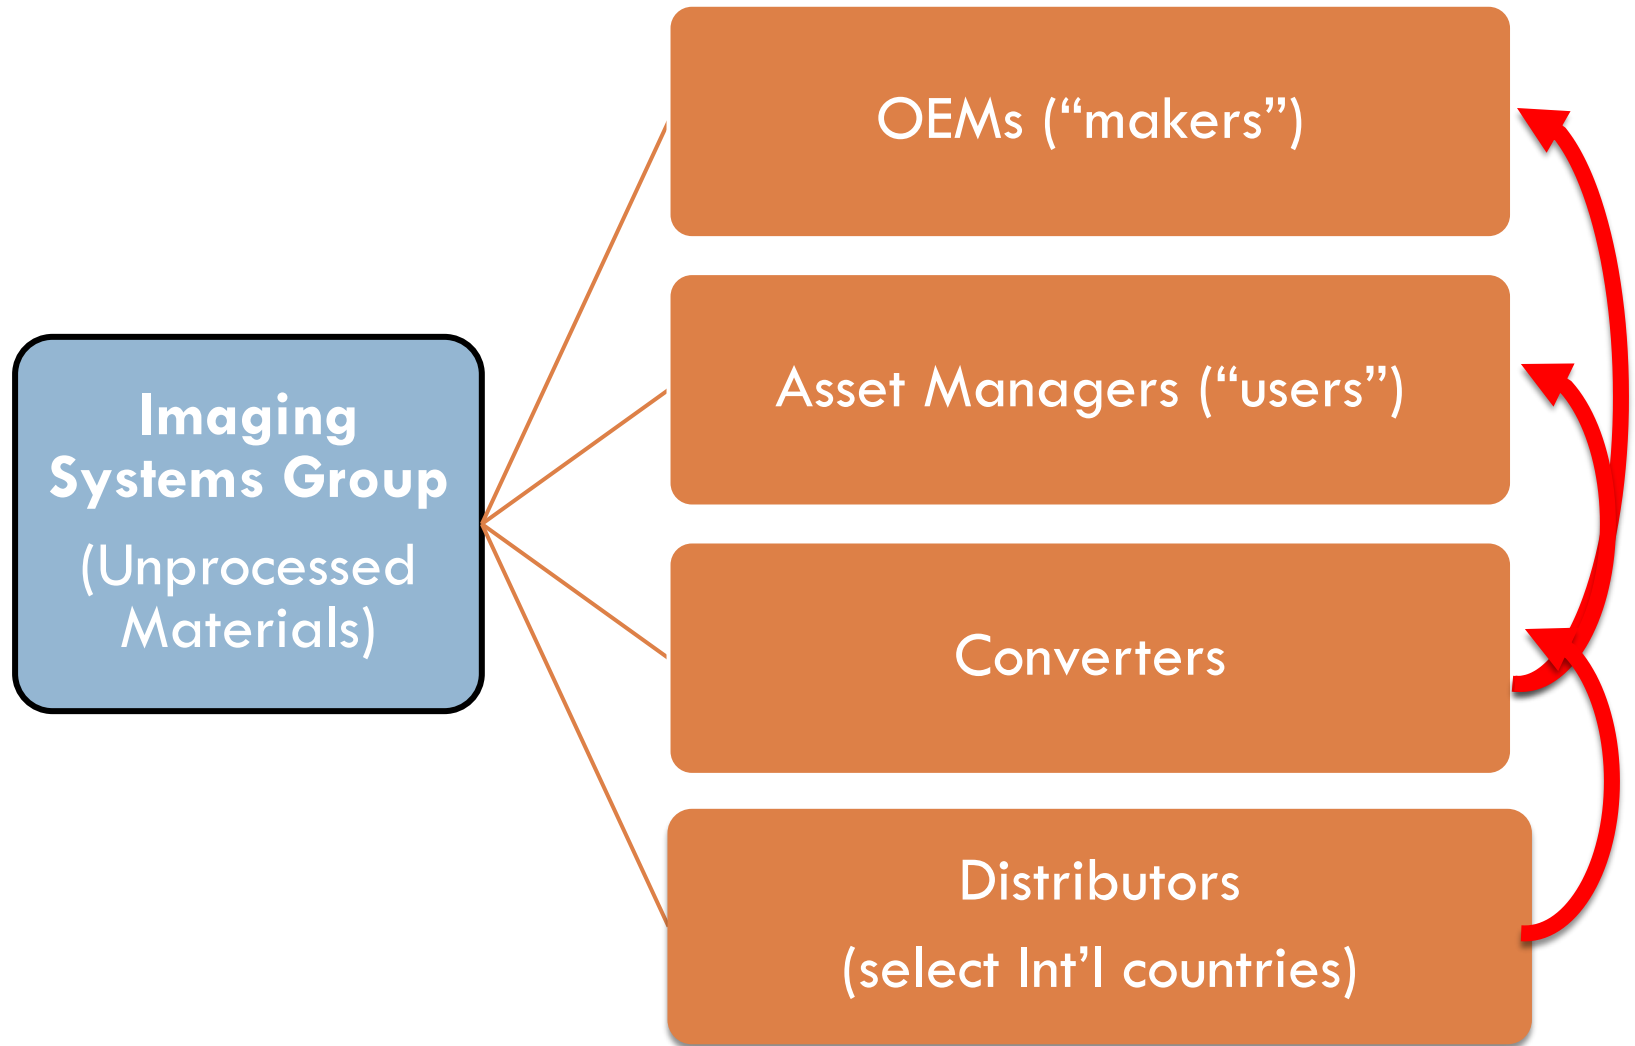 Imaging
Systems Group
(Unprocessed
Materials)
OEMs (“makers”)
Asset Managers (“users”)
Converters
Distributors
(select Int’l countries)